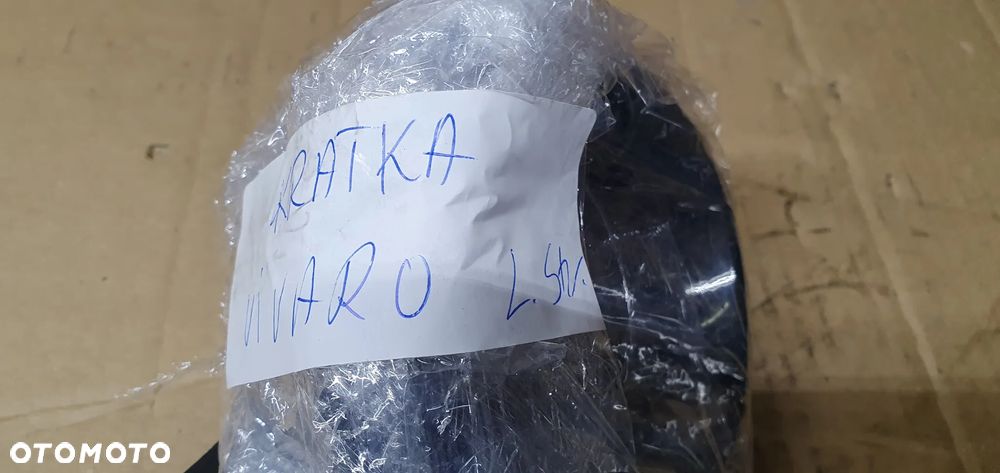 KRATKA
VIVARO L. Str.
OTOMOTO